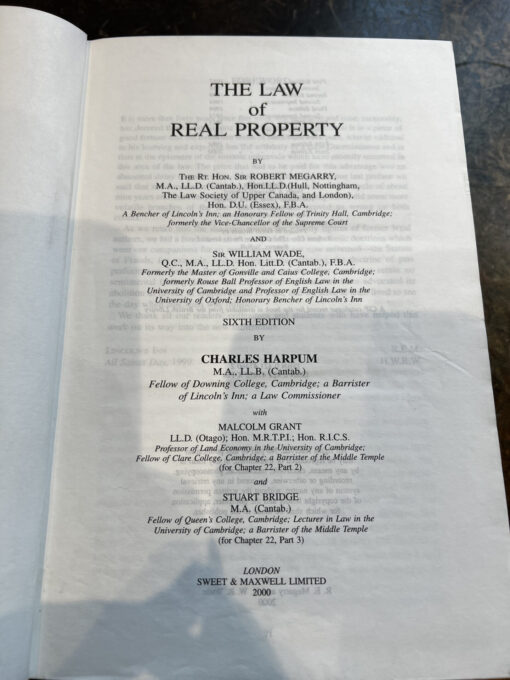 THE LAW
of
REAL PROPERTY
BY
THE RT. HON. SIR ROBERT MEGARRY,
M.A., LL.D. (Cantab.), Hon.LL.D.(Hull, Nottingham,
The Law Society of Upper Canada, and London),
Hon. D.U. (Essex), F.B.A.
A Bencher of Lincoln's Inn; an Honorary Fellow of Trinity Hall, Cambridge;
formerly the Vice-Chancellor of the Supreme Court
AND
SIR WILLIAM WADE,
Q.C., M.A., LL.D. Hon. Litt.D. (Cantab.), F.B.A.
Formerly the Master of Gonville and Caius College, Cambridge;
formerly Rouse Ball Professor of English Law in the
University of Cambridge and Professor of English Law in the
University of Oxford; Honorary Bencher of Lincoln's Inn
SIXTH EDITION
BY
CHARLES HARPUM
M.A., LL.B. (Cantab.)
Fellow of Downing College, Cambridge; a Barrister
of Lincoln's Inn; a Law Commissioner
with
MALCOLM GRANT
LL.D. (Otago); Hon. M.R.T.P.I.; Hon. R.I.C.S.
Professor of Land Economy in the University of Cambridge;
Fellow of Clare College, Cambridge; a Barrister of the Middle Temple
(for Chapter 22, Part 2)
and
STUART BRIDGE
M.A. (Cantab.)
Fellow of Queen's College, Cambridge; Lecturer in Law in the
University of Cambridge; a Barrister of the Middle Temple
(for Chapter 22, Part 3)
LONDON
SWEET & MAXWELL LIMITED
2000